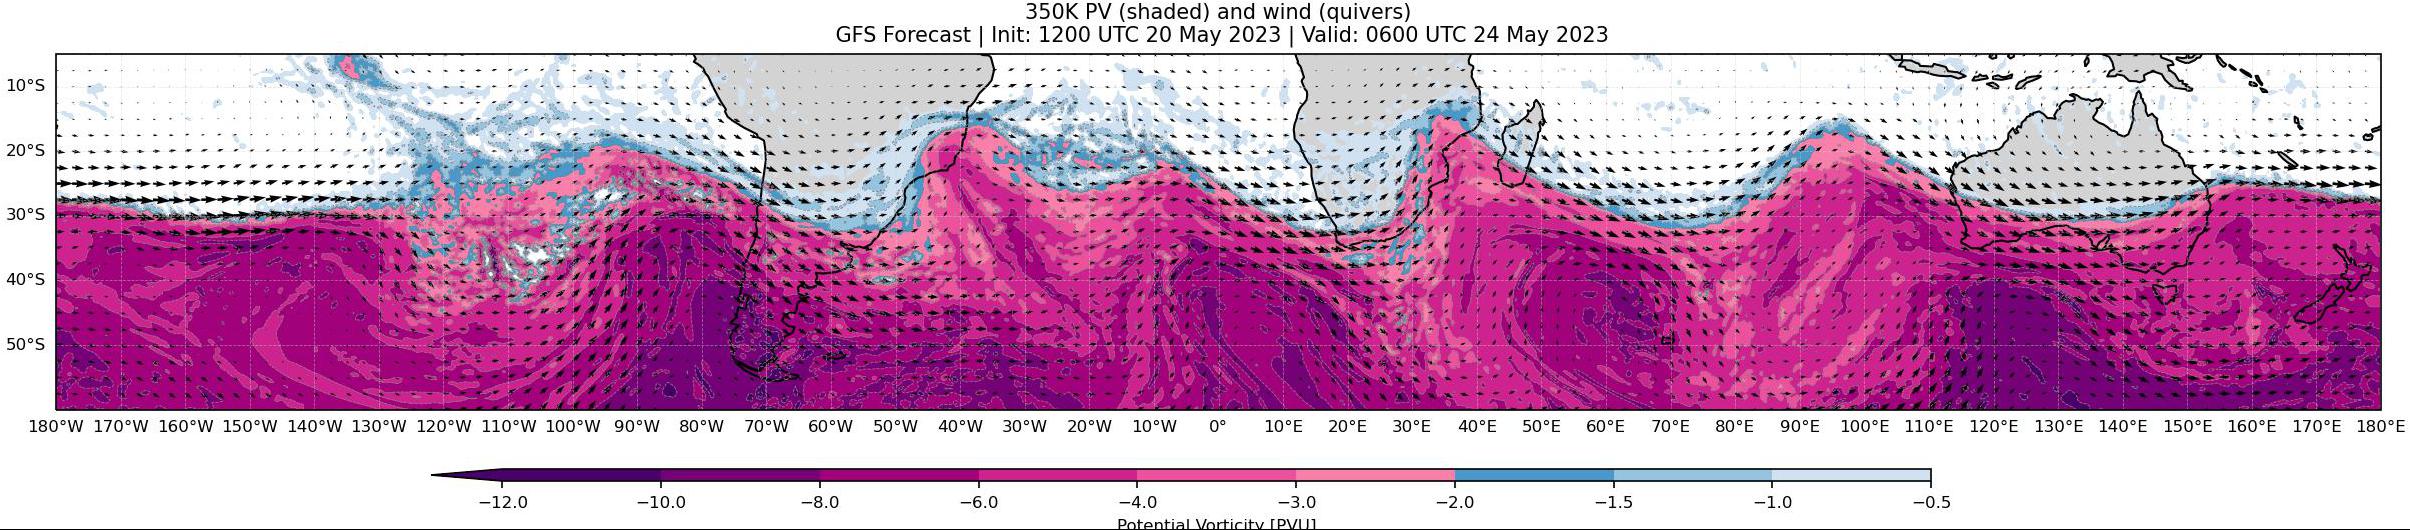 350K PV (shaded) and wind (quivers)
GFS Forecast | Init: 1200 UTC 20 May 2023 | Valid: 0600 UTC 24 May 2023
10°S
20°S
30°S
40°S
50°S
180°W 170°W 160°W 150°W 140°W 130°W 120°W 110°W 100°W 90°W 80°W 70°W 60°W 50°W 40°W 30°W 20°W 10°W 0° 10°E 20°E 30°E 40°E 50°E 60°E 70°E 80°E 90°E 100°E 110°E 120°E 130°E 140°E 150°E 160°E 170°E 180°E
−12.0 −10.0 −8.0 −6.0 −4.0 −3.0 −2.0 −1.5 −1.0 −0.5
Potential Vorticity [PVU]